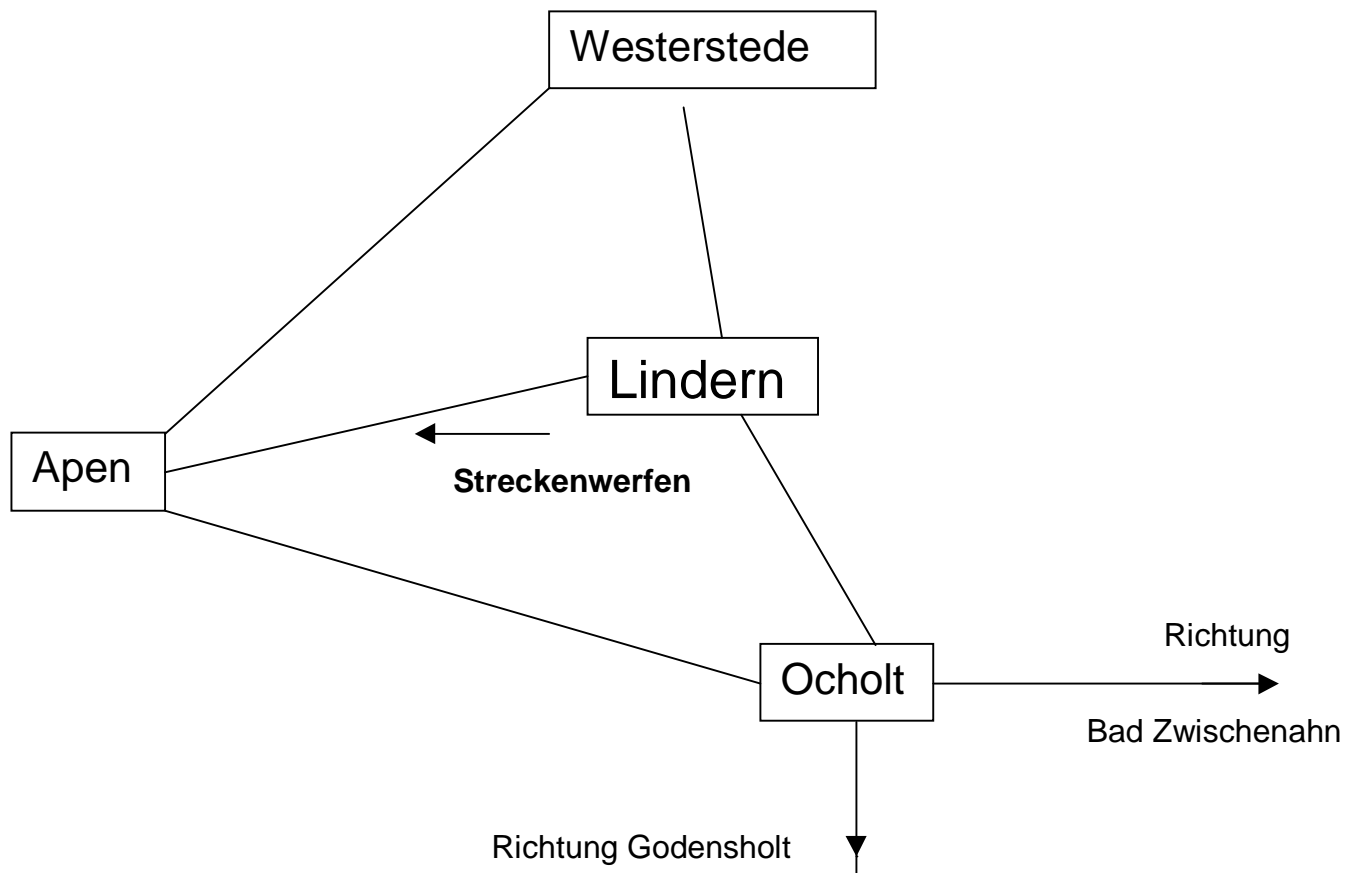 Westerstede
Lindern
Apen
Streckenwerfen
Richtung
Ocholt
Bad Zwischenahn
Richtung Godensholt